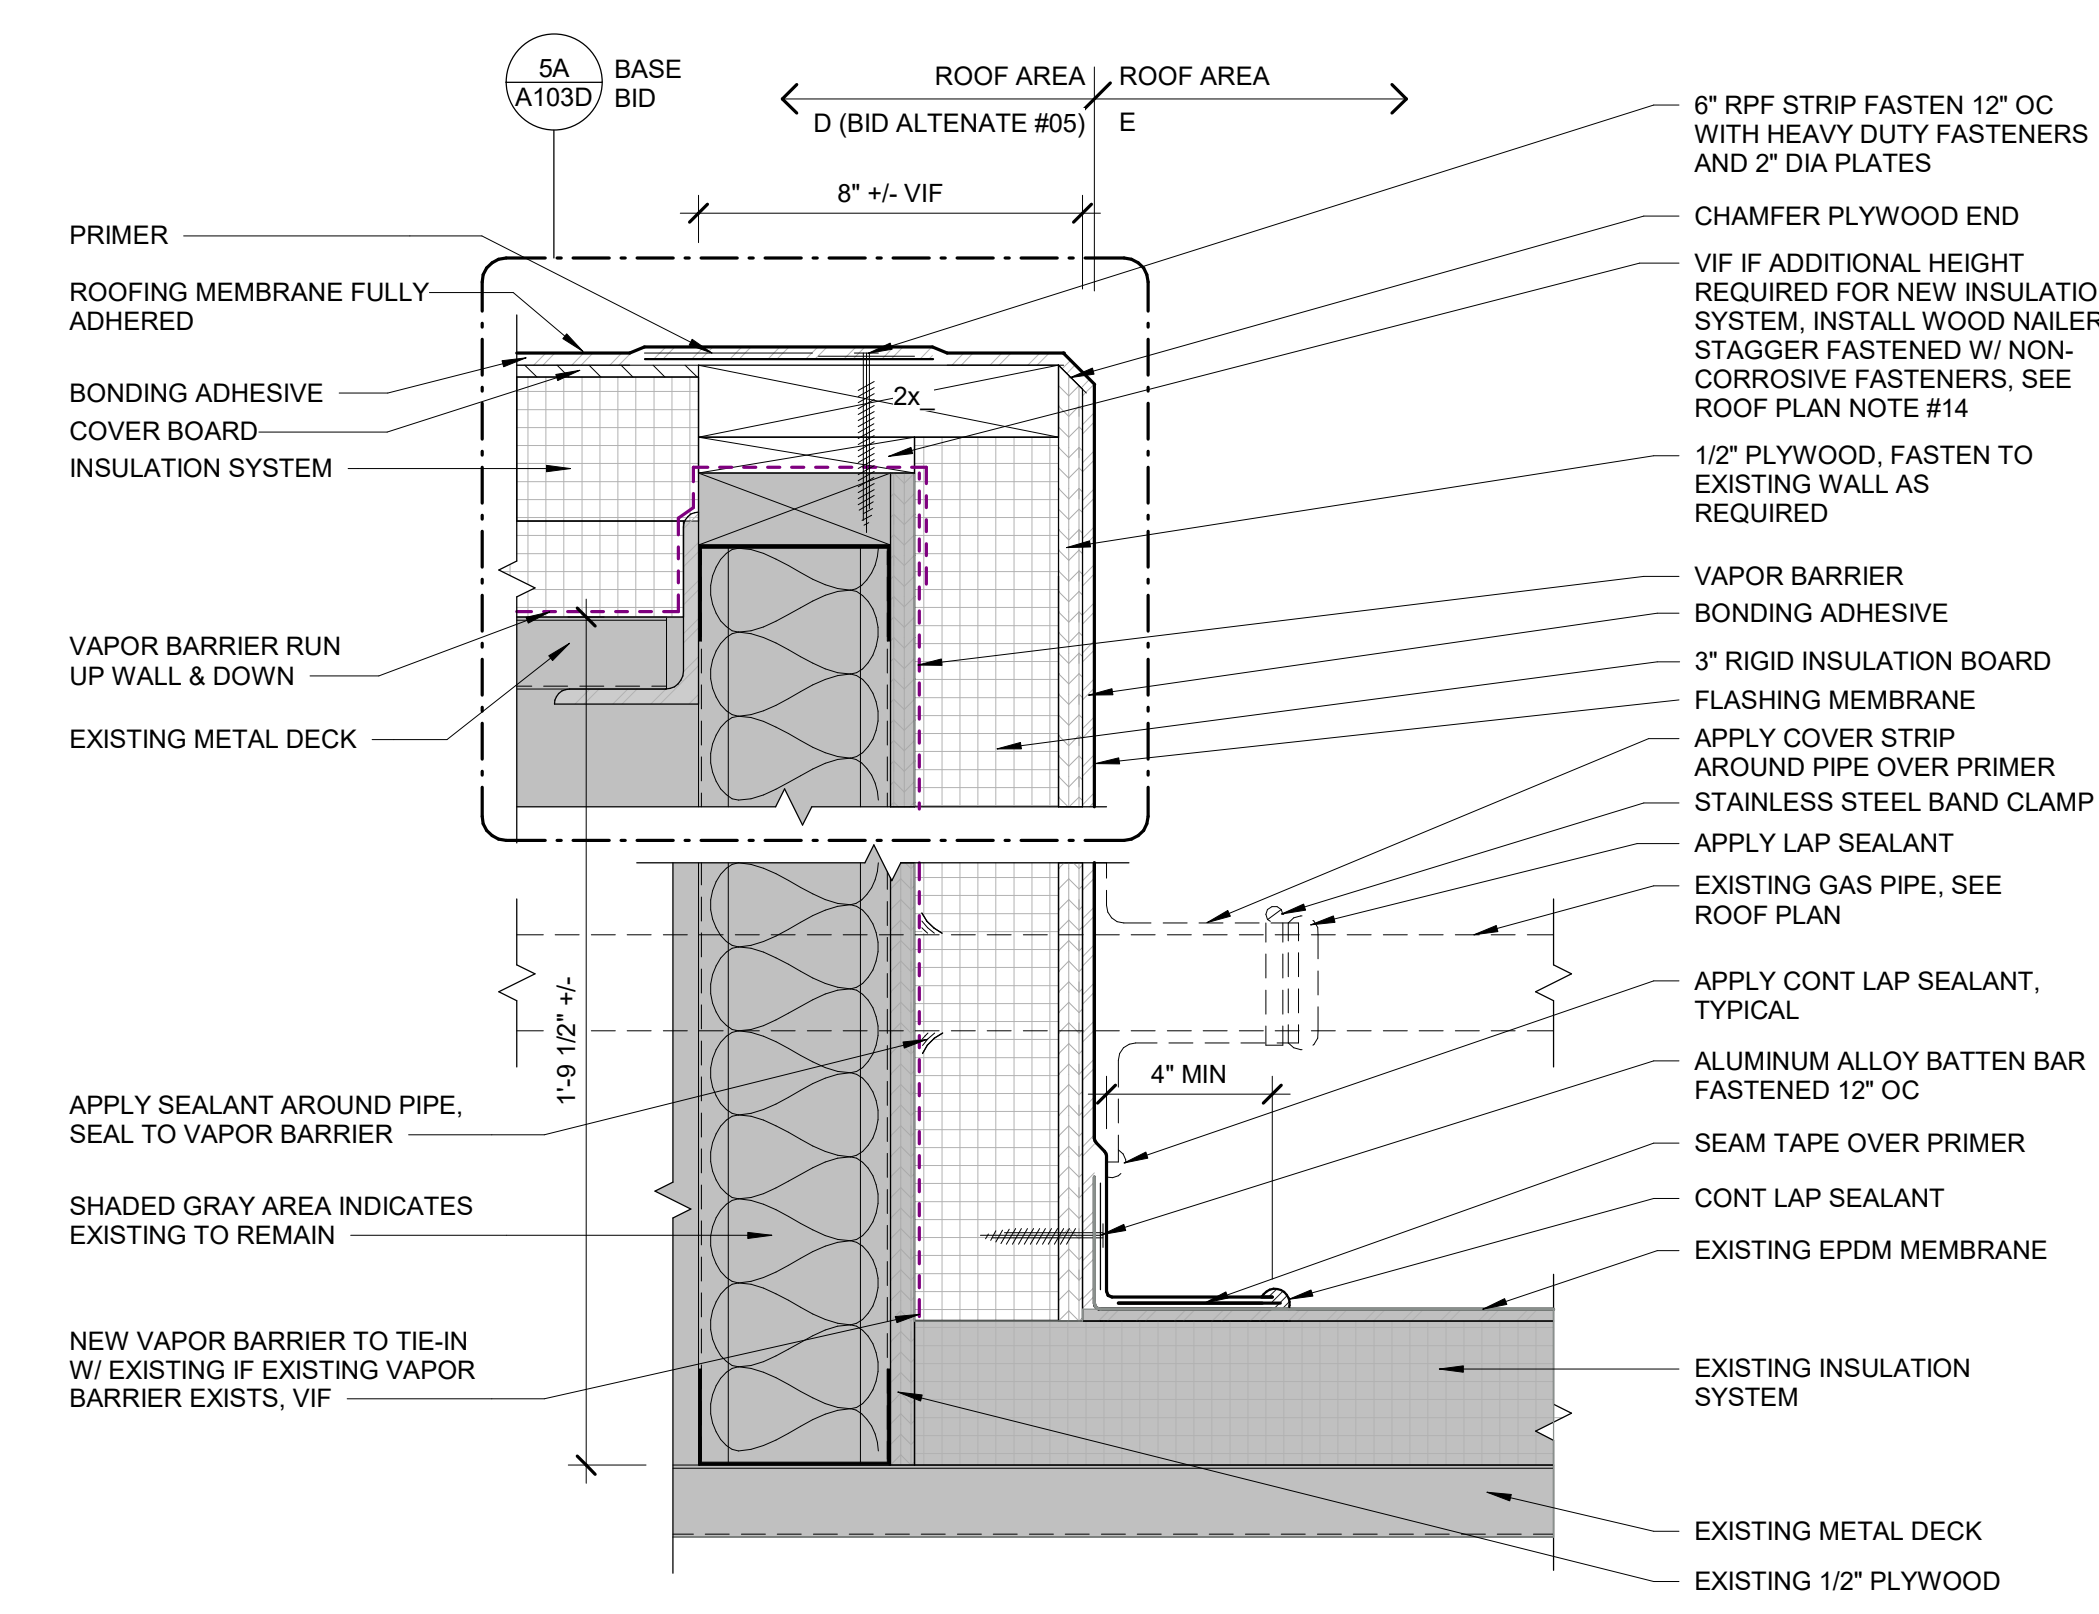 5A
A103D
BASE
BID
ROOF AREA
D (BID ALTENATE #05)
ROOF AREA
E
8" +/- VIF
PRIMER
ROOFING MEMBRANE FULLY
ADHERED
BONDING ADHESIVE
COVER BOARD
INSULATION SYSTEM
VAPOR BARRIER RUN
UP WALL & DOWN
EXISTING METAL DECK
APPLY SEALANT AROUND PIPE,
SEAL TO VAPOR BARRIER
SHADED GRAY AREA INDICATES
EXISTING TO REMAIN
NEW VAPOR BARRIER TO TIE-IN
W/ EXISTING IF EXISTING VAPOR
BARRIER EXISTS, VIF
2x_
1'-9 1/2" +/-
4" MIN
6" RPF STRIP FASTEN 12" OC
WITH HEAVY DUTY FASTENERS
AND 2" DIA PLATES
CHAMFER PLYWOOD END
VIF IF ADDITIONAL HEIGHT
REQUIRED FOR NEW INSULATIO
SYSTEM, INSTALL WOOD NAILER
STAGGER FASTENED W/ NON-
CORROSIVE FASTENERS, SEE
ROOF PLAN NOTE #14
1/2" PLYWOOD, FASTEN TO
EXISTING WALL AS
REQUIRED
VAPOR BARRIER
BONDING ADHESIVE
3" RIGID INSULATION BOARD
FLASHING MEMBRANE
APPLY COVER STRIP
AROUND PIPE OVER PRIMER
STAINLESS STEEL BAND CLAMP
APPLY LAP SEALANT
EXISTING GAS PIPE, SEE
ROOF PLAN
APPLY CONT LAP SEALANT,
TYPICAL
ALUMINUM ALLOY BATTEN BAR
FASTENED 12" OC
SEAM TAPE OVER PRIMER
CONT LAP SEALANT
EXISTING EPDM MEMBRANE
EXISTING INSULATION
SYSTEM
EXISTING METAL DECK
EXISTING 1/2" PLYWOOD